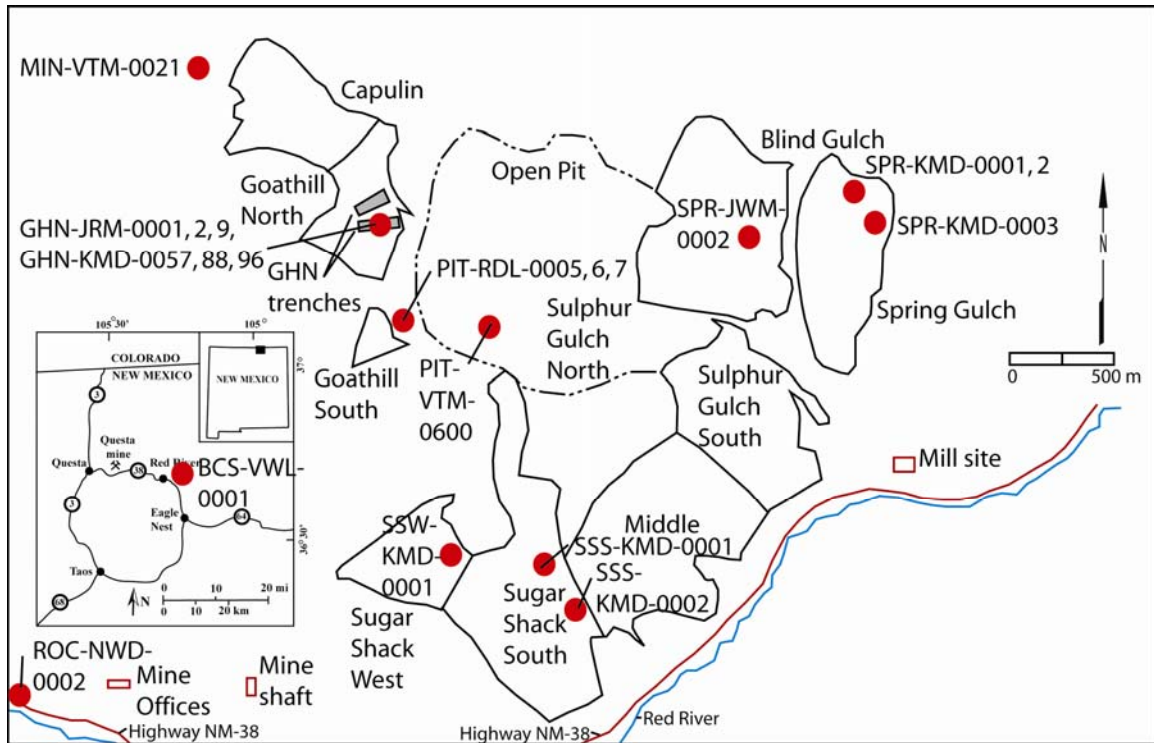 MIN-VTM-0021
Capulin
Goathill
North
GHN-JRM-0001, 2, 9,
GHN-KMD-0057, 88, 96
GHN
trenches
Open Pit
Blind Gulch
SPR-KMD-0001, 2
SPR-JWM-
0002
SPR-KMD-0003
N
PIT-RDL-0005, 6, 7
Goathill
South
PIT-
VTM-
0600
Sulphur
Gulch
North
Spring Gulch
0 500 m
Sulphur
Gulch
South
Mill site
105°30'
105°
37°
COLORADO
NEW MEXICO
NEW MEXICO
3
Questa
mine
Questa
38
Red River
BCS-VWL-
0001
3
Eagle
Nest
64
36°30'
Taos
68
N
0 10 20 mi
0 10 20 km
SSW-
KMD-
0001
Middle
SSS-KMD-0001
SSS-
KMD-0002
Sugar
Shack
West
Sugar
Shack
South
ROC-NWD-
0002
Mine
Offices
Mine
shaft
Highway NM-38
Highway NM-38
Red River